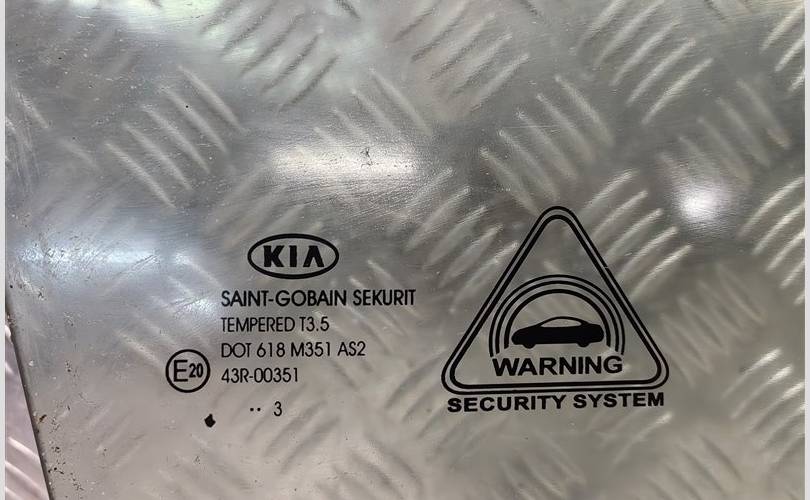 KIA
SAINT-GOBAIN SEKURIT
TEMPERED T3.5
DOT 618 M351 AS2
E20
43R-00351
·· 3
WARNING
SECURITY SYSTEM